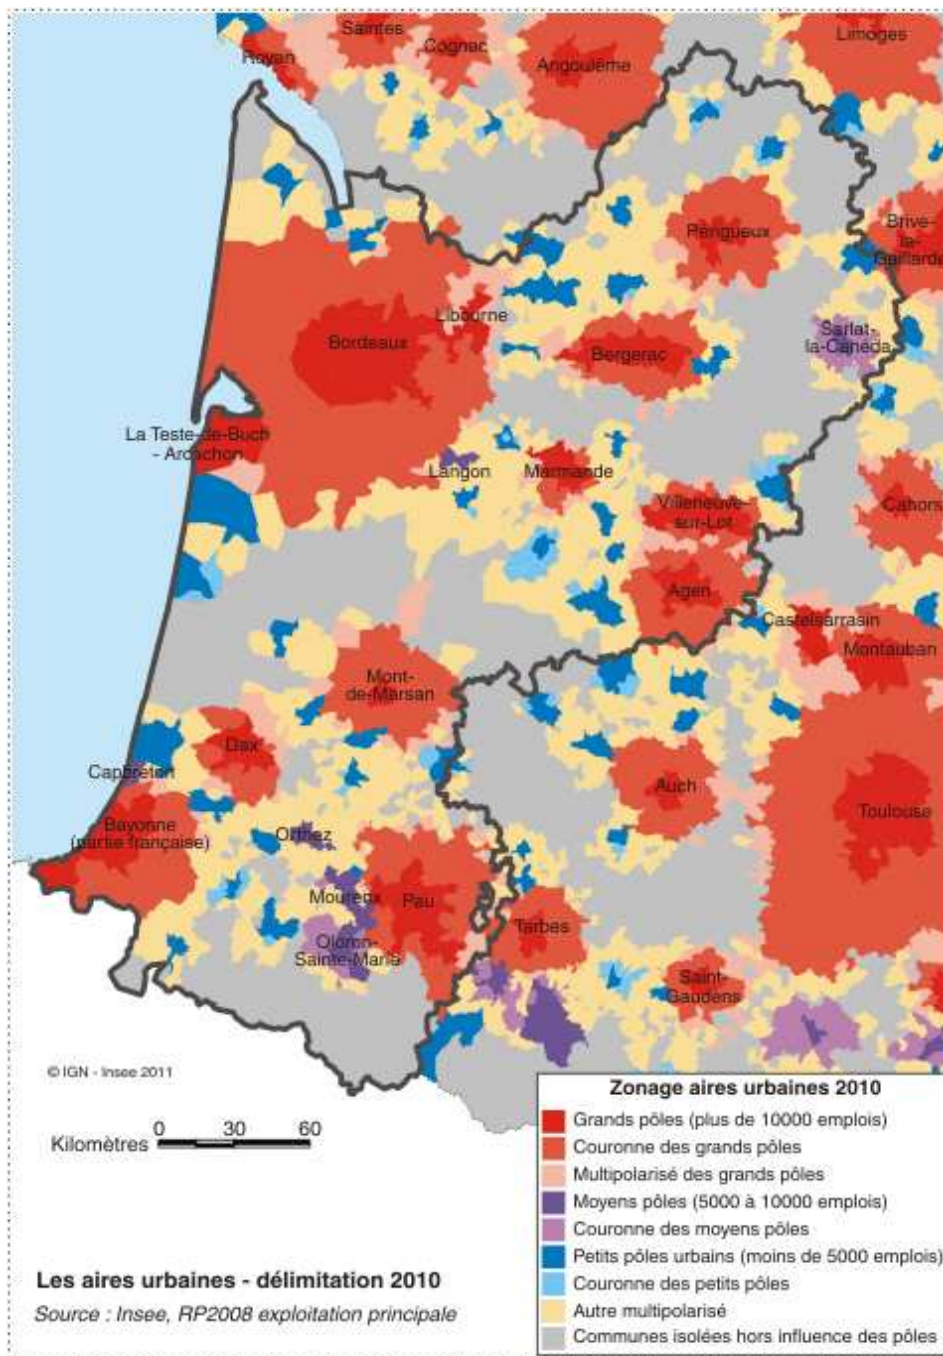 Saintes
Royan
Cognac
Limoges
Angoulême
Périgueux
Brive-
la-
Gaillarde
Libourne
Bordeaux
Bergerac
Sarlat-
la-Canéda
La Teste-de-Buch
- Arcachon
Langon
Marmande
Villeneuve-
sur-Lot
Cahors
Agen
Castelsarrasin
Montauban
Mont-
de-Marsan
Dax
Capbreton
Auch
Toulouse
Bayonne
(partie française)
Orthez
Mourenx
Pau
Tarbes
Oloron-
Sainte-Marie
Saint-
Gaudens
© IGN - Insee 2011
Kilomètres 0 30 60
Zonage aires urbaines 2010
Grands pôles (plus de 10000 emplois)
Couronne des grands pôles
Multipolarisé des grands pôles
Moyens pôles (5000 à 10000 emplois)
Couronne des moyens pôles
Petits pôles urbains (moins de 5000 emplois)
Couronne des petits pôles
Autre multipolarisé
Communes isolées hors influence des pôles
Les aires urbaines - délimitation 2010
Source : Insee, RP2008 exploitation principale